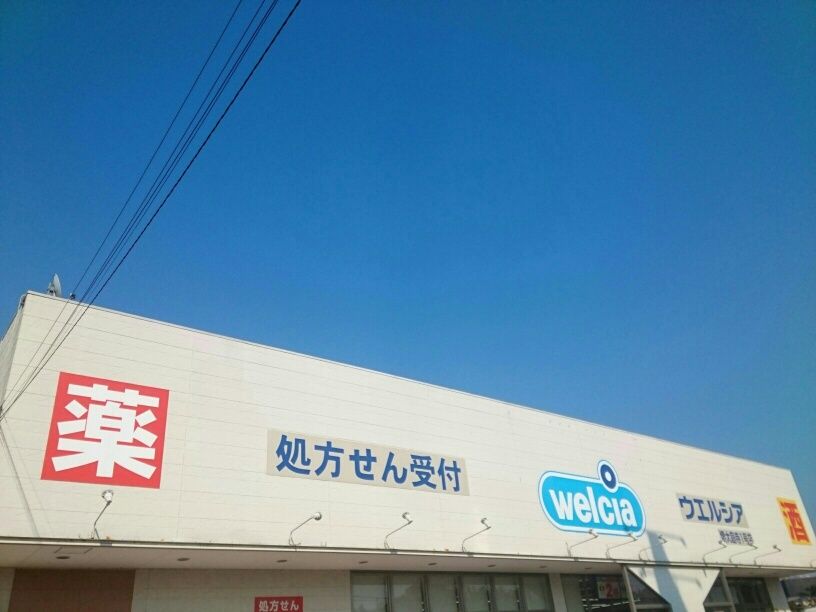 薬
処方せん受付
welcia
ウエルシア
酒
処方せん